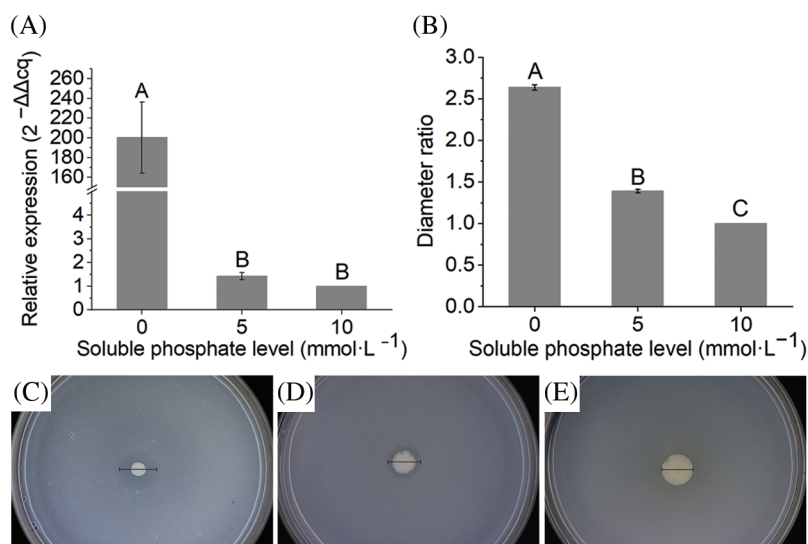 (A)
Relative expression (2 −ΔΔcq)
260
240
220
200
180
160
4
3
2
1
0
A
B
B
0 5 10
Soluble phosphate level (mmol·L −1)
(B)
Diameter ratio
3.0
2.5
2.0
1.5
1.0
0.5
0.0
A
B
C
0 5 10
Soluble phosphate level (mmol·L−1)
(C) (D) (E)